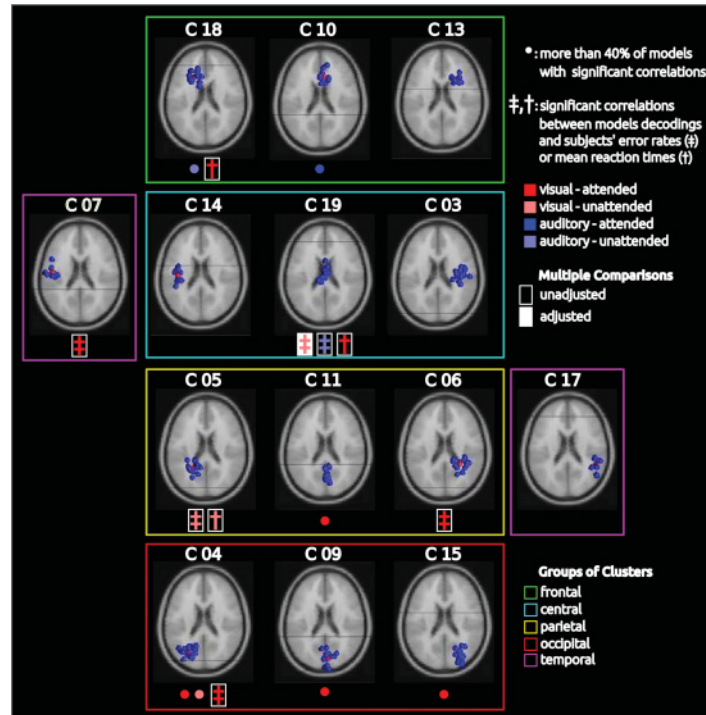 C 18
C 10
C 13
•: more than 40% of models
with significant correlations
‡,†: significant correlations
between models decodings
and subjects' error rates (‡)
or mean reaction times (†)
†
visual - attended
visual - unattended
auditory - attended
auditory - unattended
C 07
C 14
C 19
C 03
Multiple Comparisons
unadjusted
adjusted
‡
‡ ‡ †
C 05
C 11
C 06
C 17
‡ †
‡
C 04
C 09
C 15
Groups of Clusters
frontal
central
parietal
occipital
temporal
‡